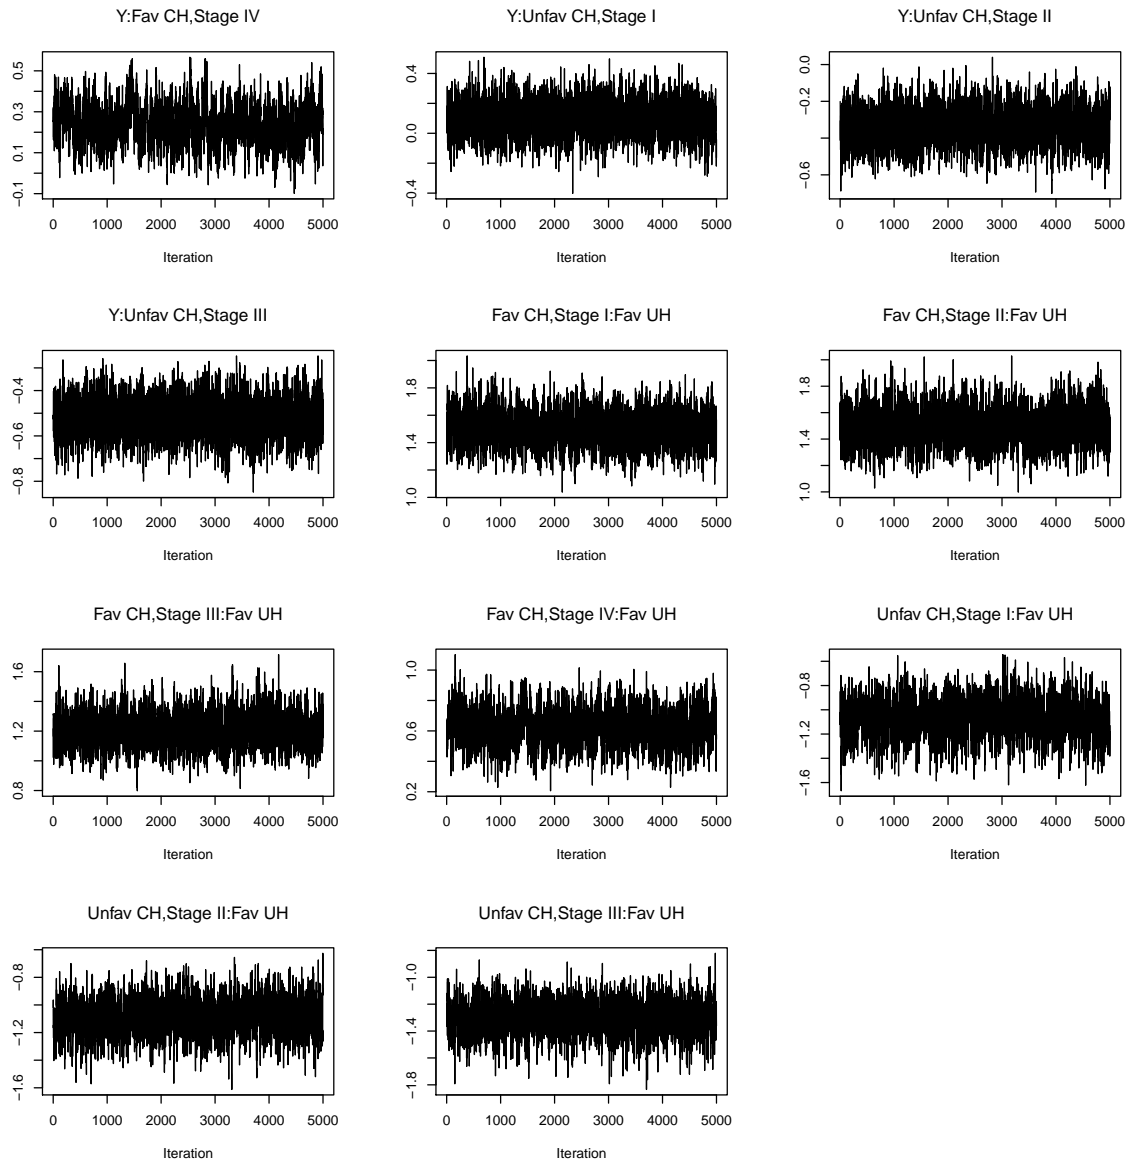 Y:Fav CH,Stage IV
Y:Unfav CH,Stage I
Y:Unfav CH,Stage II
0.5
0.3
0.1
−0.1
0 1000 2000 3000 4000 5000
Iteration
0.4
0.0
−0.4
0 1000 2000 3000 4000 5000
Iteration
0.0
−0.2
−0.6
0 1000 2000 3000 4000 5000
Iteration
Y:Unfav CH,Stage III
Fav CH,Stage I:Fav UH
Fav CH,Stage II:Fav UH
−0.4
−0.6
−0.8
0 1000 2000 3000 4000 5000
Iteration
1.8
1.4
1.0
0 1000 2000 3000 4000 5000
Iteration
1.8
1.4
1.0
0 1000 2000 3000 4000 5000
Iteration
Fav CH,Stage III:Fav UH
Fav CH,Stage IV:Fav UH
Unfav CH,Stage I:Fav UH
1.6
1.2
0.8
0 1000 2000 3000 4000 5000
Iteration
1.0
0.6
0.2
0 1000 2000 3000 4000 5000
Iteration
−0.8
−1.2
−1.6
0 1000 2000 3000 4000 5000
Iteration
Unfav CH,Stage II:Fav UH
Unfav CH,Stage III:Fav UH
−0.8
−1.2
−1.6
0 1000 2000 3000 4000 5000
Iteration
−1.0
−1.4
−1.8
0 1000 2000 3000 4000 5000
Iteration